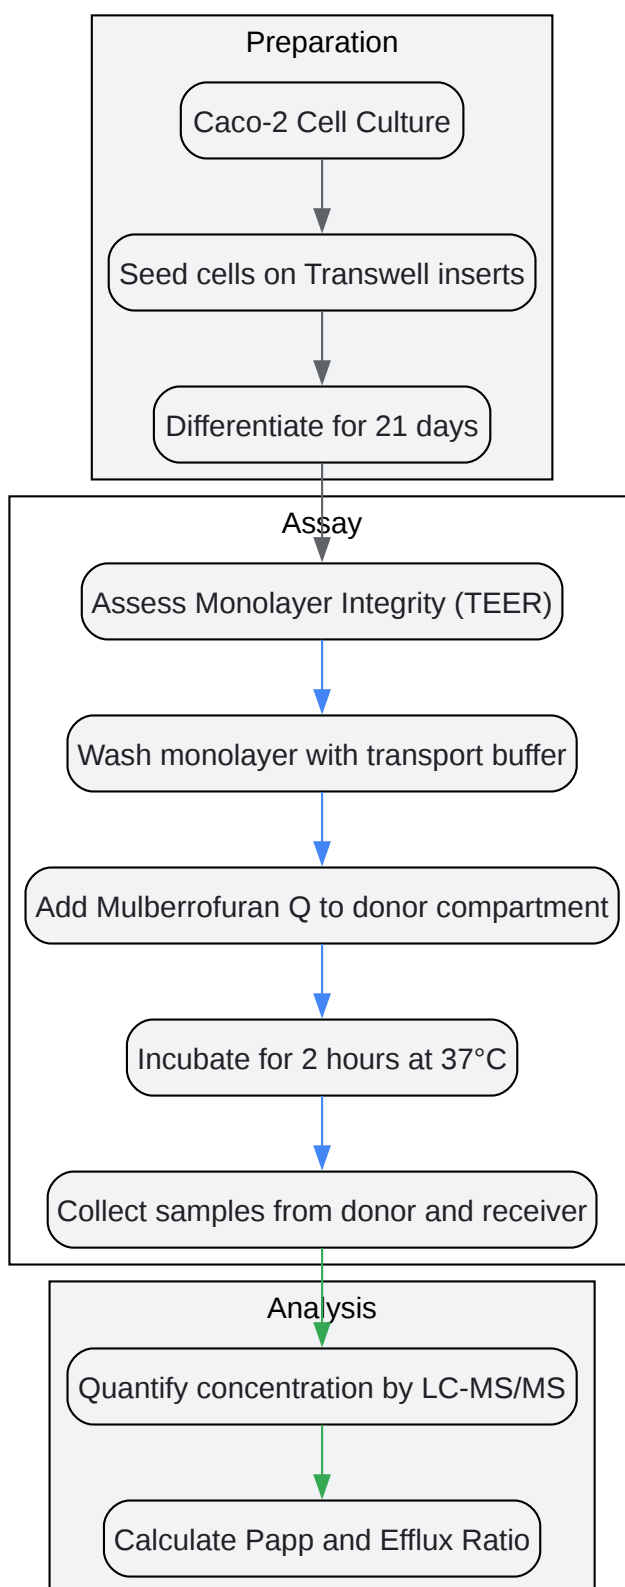 Preparation
Caco-2 Cell Culture
Seed cells on Transwell inserts
Differentiate for 21 days
Assay
Assess Monolayer Integrity (TEER)
Wash monolayer with transport buffer
Add Mulberrofuran Q to donor compartment
Incubate for 2 hours at 37°C
Collect samples from donor and receiver
Analysis
Quantify concentration by LC-MS/MS
Calculate Papp and Efflux Ratio